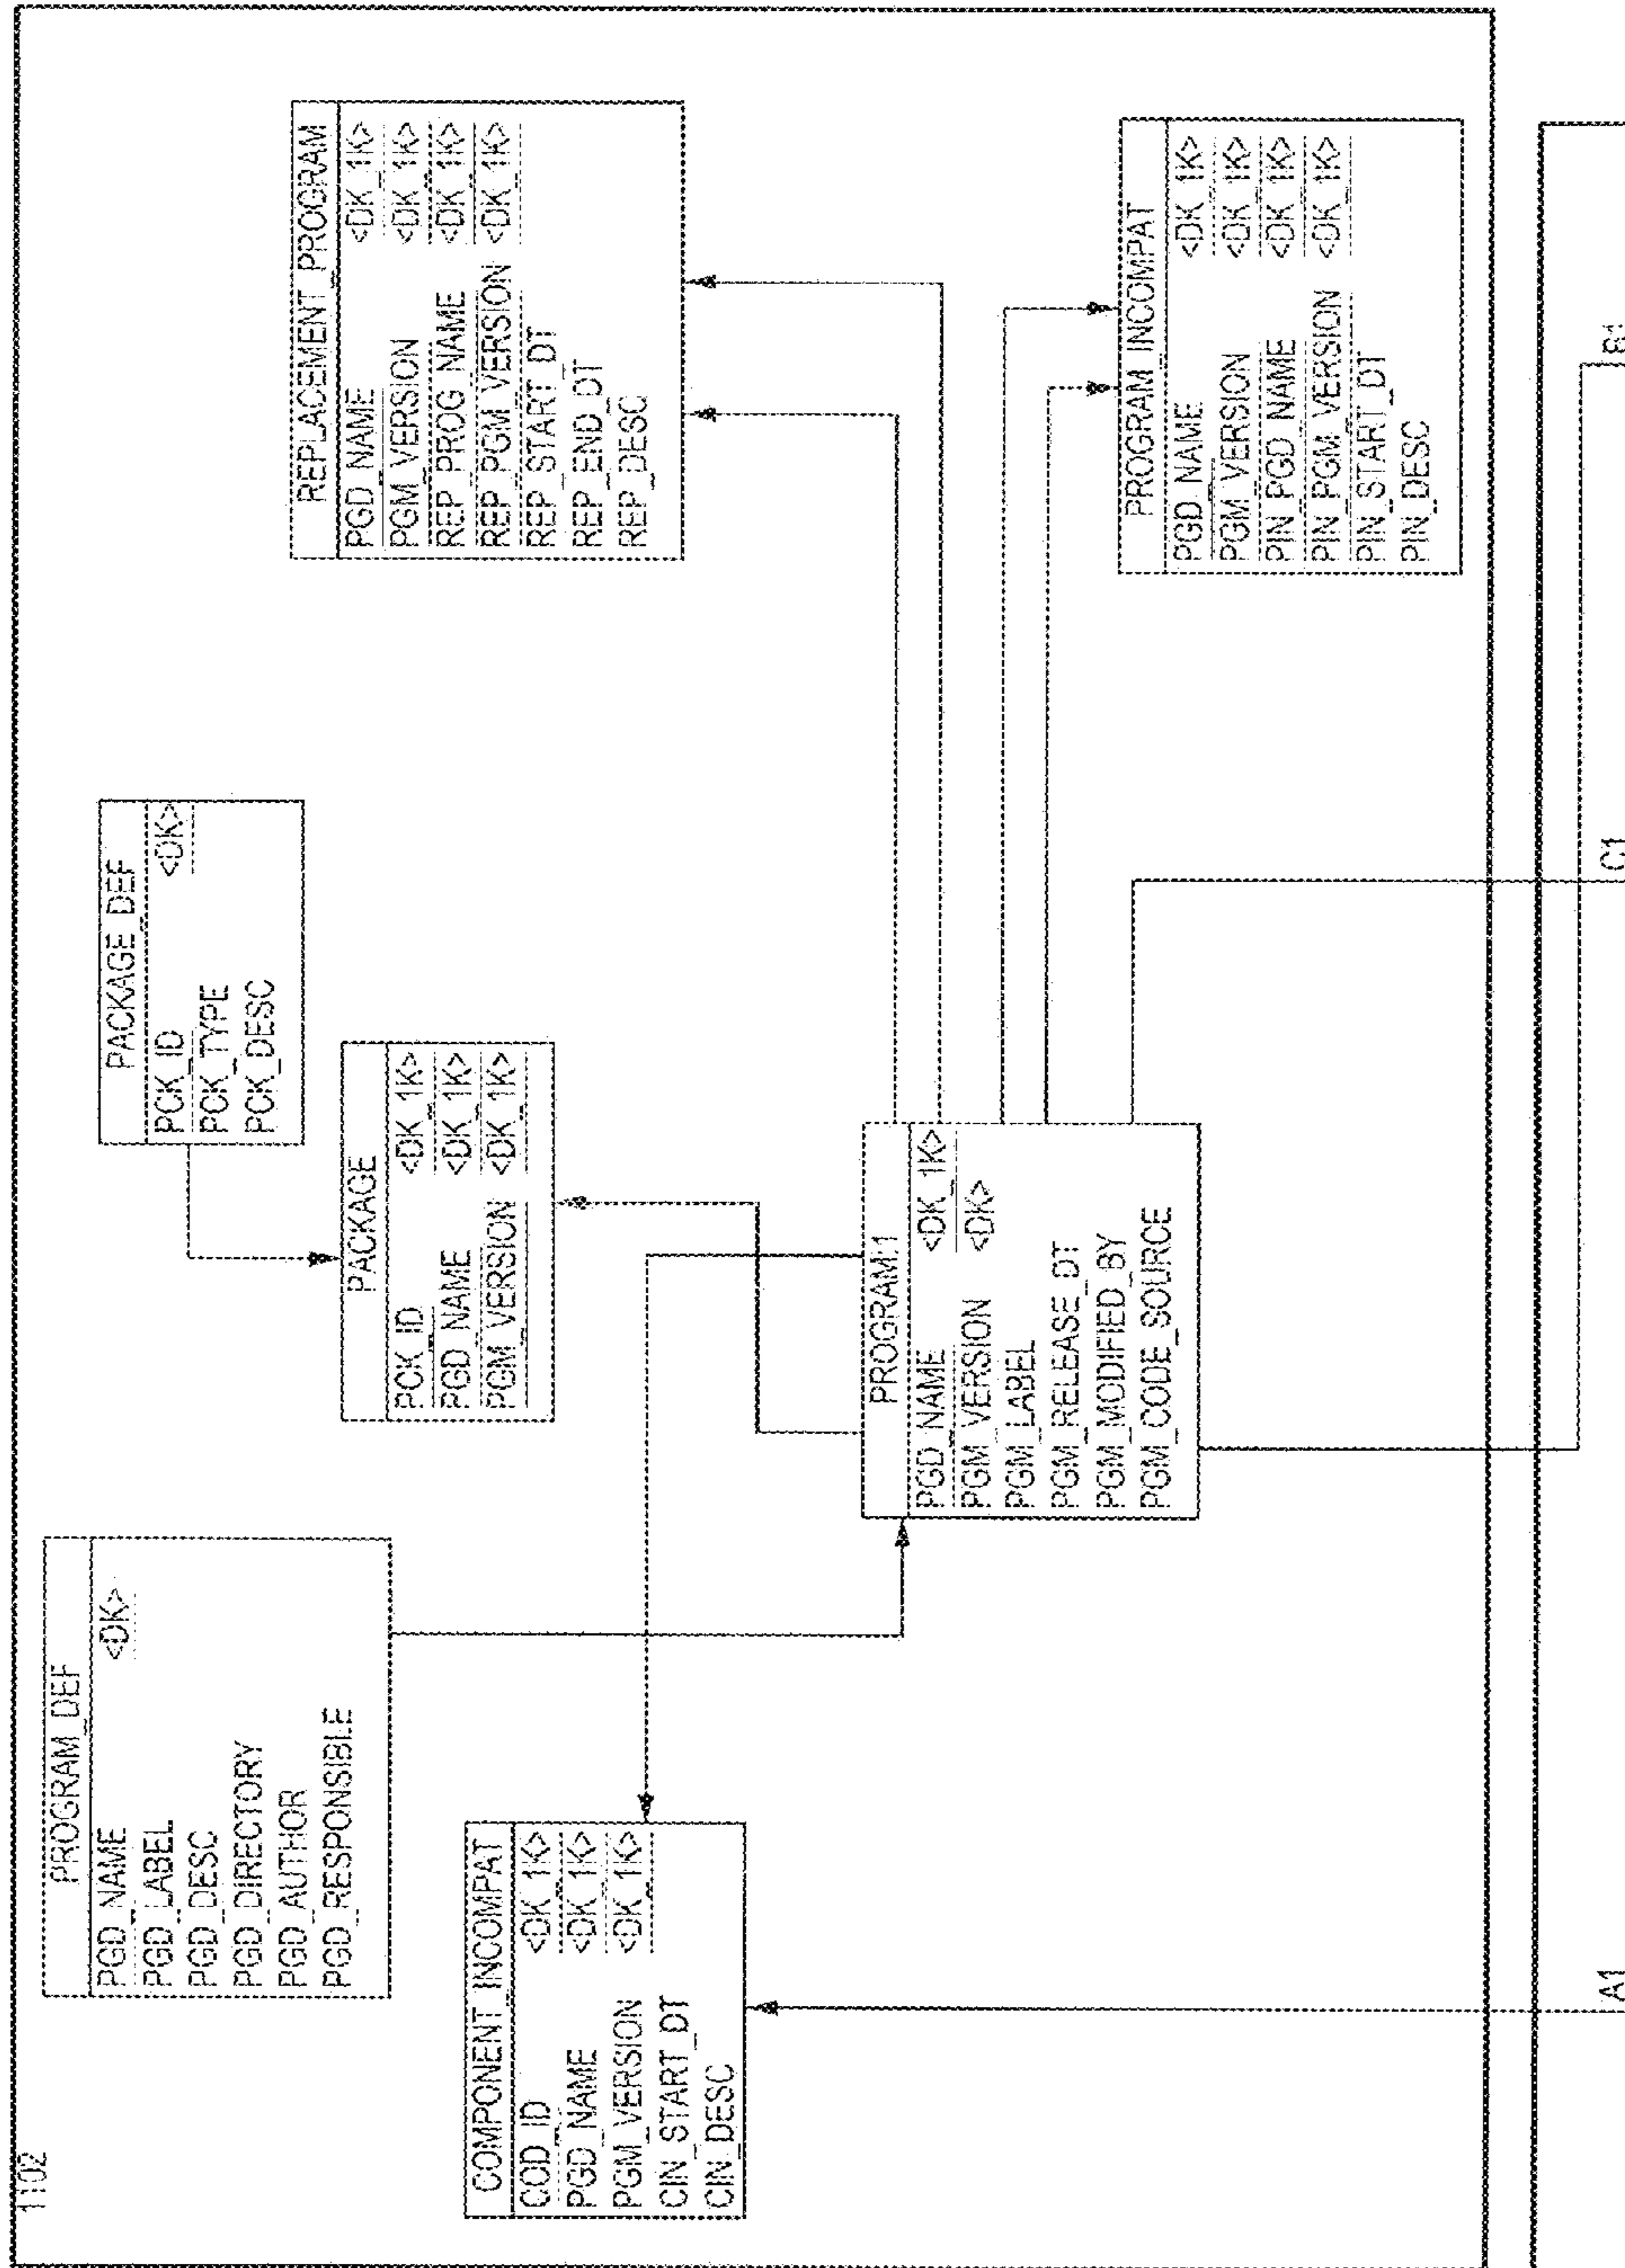 1102
PROGRAM_DEF
PGD_NAME <DK>
PGD_LABEL
PGD_DESC
PGD_DIRECTORY
PGD_AUTHOR
PGD_RESPONSIBLE
PACKAGE_DEF
PCK_ID <DK>
PCK_TYPE
PCK_DESC
REPLACEMENT_PROGRAM
PGD_NAME <DK_1K>
PGM_VERSION <DK_1K>
REP_PROG_NAME <DK_1K>
REP_PGM_VERSION <DK_1K>
REP_START_DT
REP_END_DT
REP_DESC
PACKAGE
PCK_ID <DK_1K>
PGD_NAME <DK_1K>
PGM_VERSION <DK_1K>
COMPONENT_INCOMPAT
COD_ID <DK_1K>
PGD_NAME <DK_1K>
PGM_VERSION <DK_1K>
CIN_START_DT
CIN_DESC
PROGRAM:1
PGD_NAME <DK_1K>
PGM_VERSION <DK>
PGM_LABEL
PGM_RELEASE_DT
PGM_MODIFIED_BY
PGM_CODE_SOURCE
PROGRAM_INCOMPAT
PGD_NAME <DK_1K>
PGM_VERSION <DK_1K>
PIN_PGD_NAME <DK_1K>
PIN_PGM_VERSION <DK_1K>
PIN_START_DT
PIN_DESC
A1
C1
B1